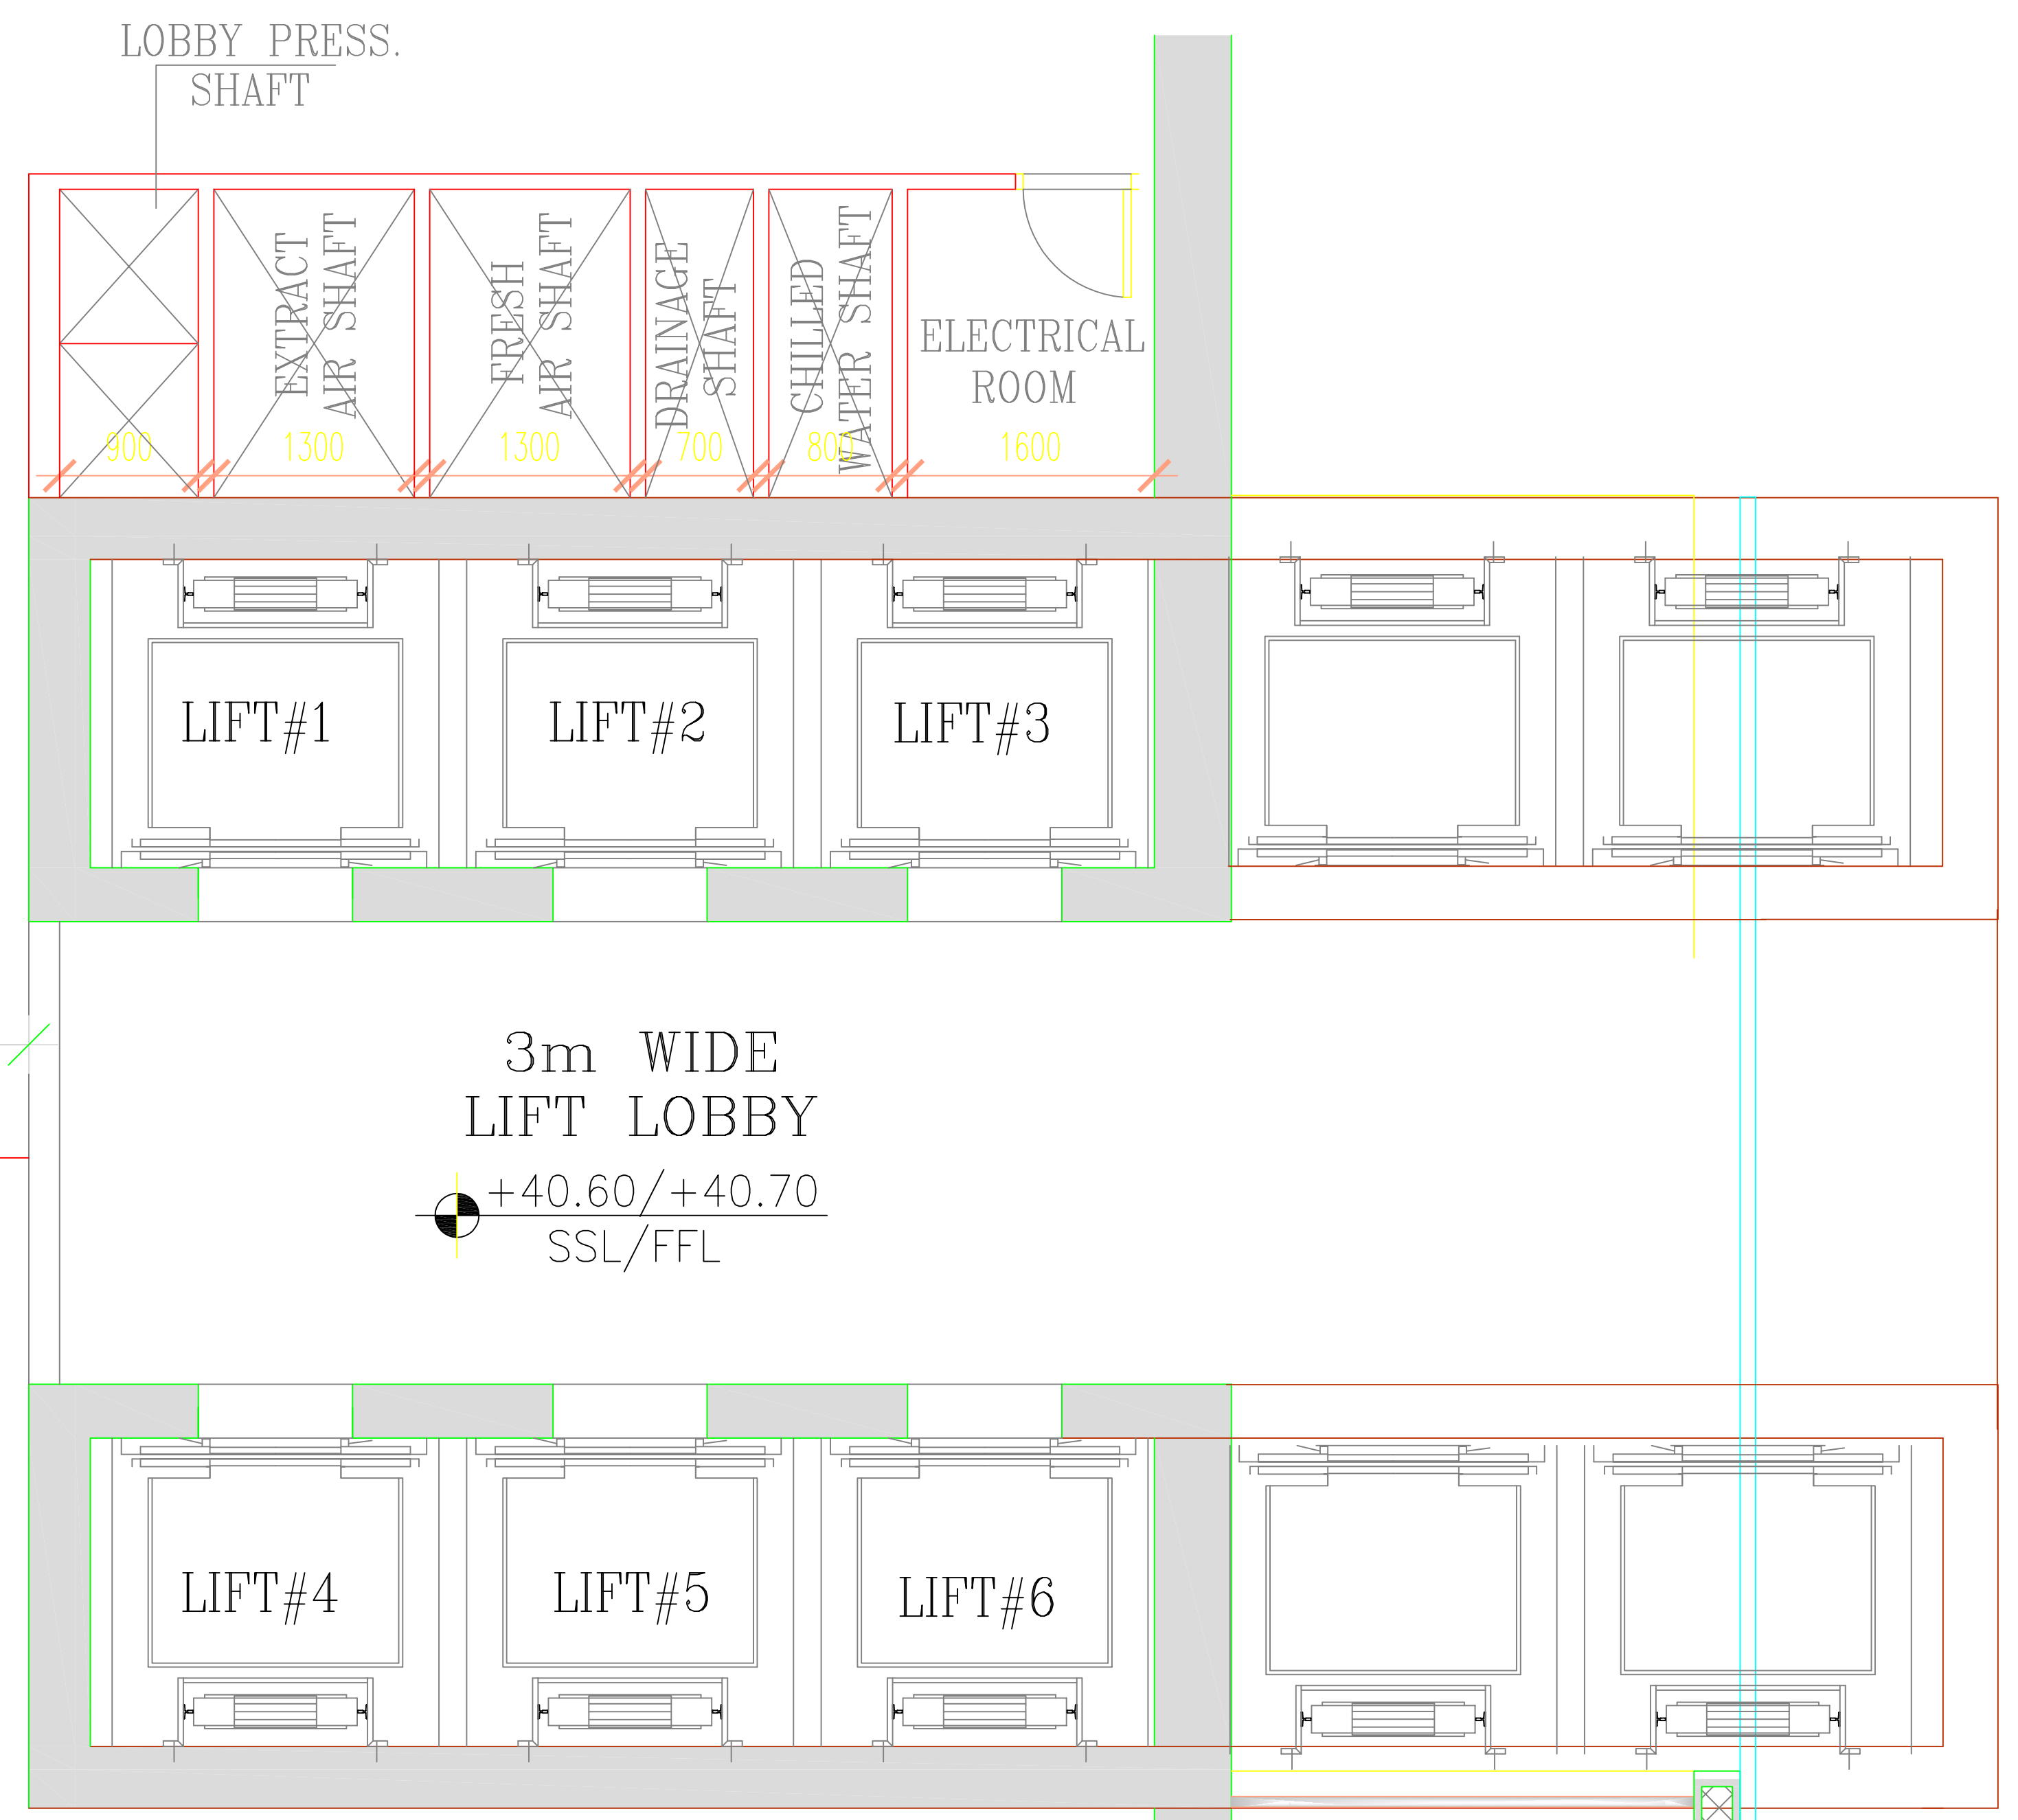 LOBBY PRESS.
SHAFT
EXTRACT
AIR SHAFT
FRESH
AIR SHAFT
DRAINAGE
SHAFT
CHILLED
WATER SHAFT
ELECTRICAL
ROOM
900
1300
1300
700
800
1600
LIFT#1
LIFT#2
LIFT#3
3m WIDE
LIFT LOBBY
+40.60/+40.70
SSL/FFL
LIFT#4
LIFT#5
LIFT#6